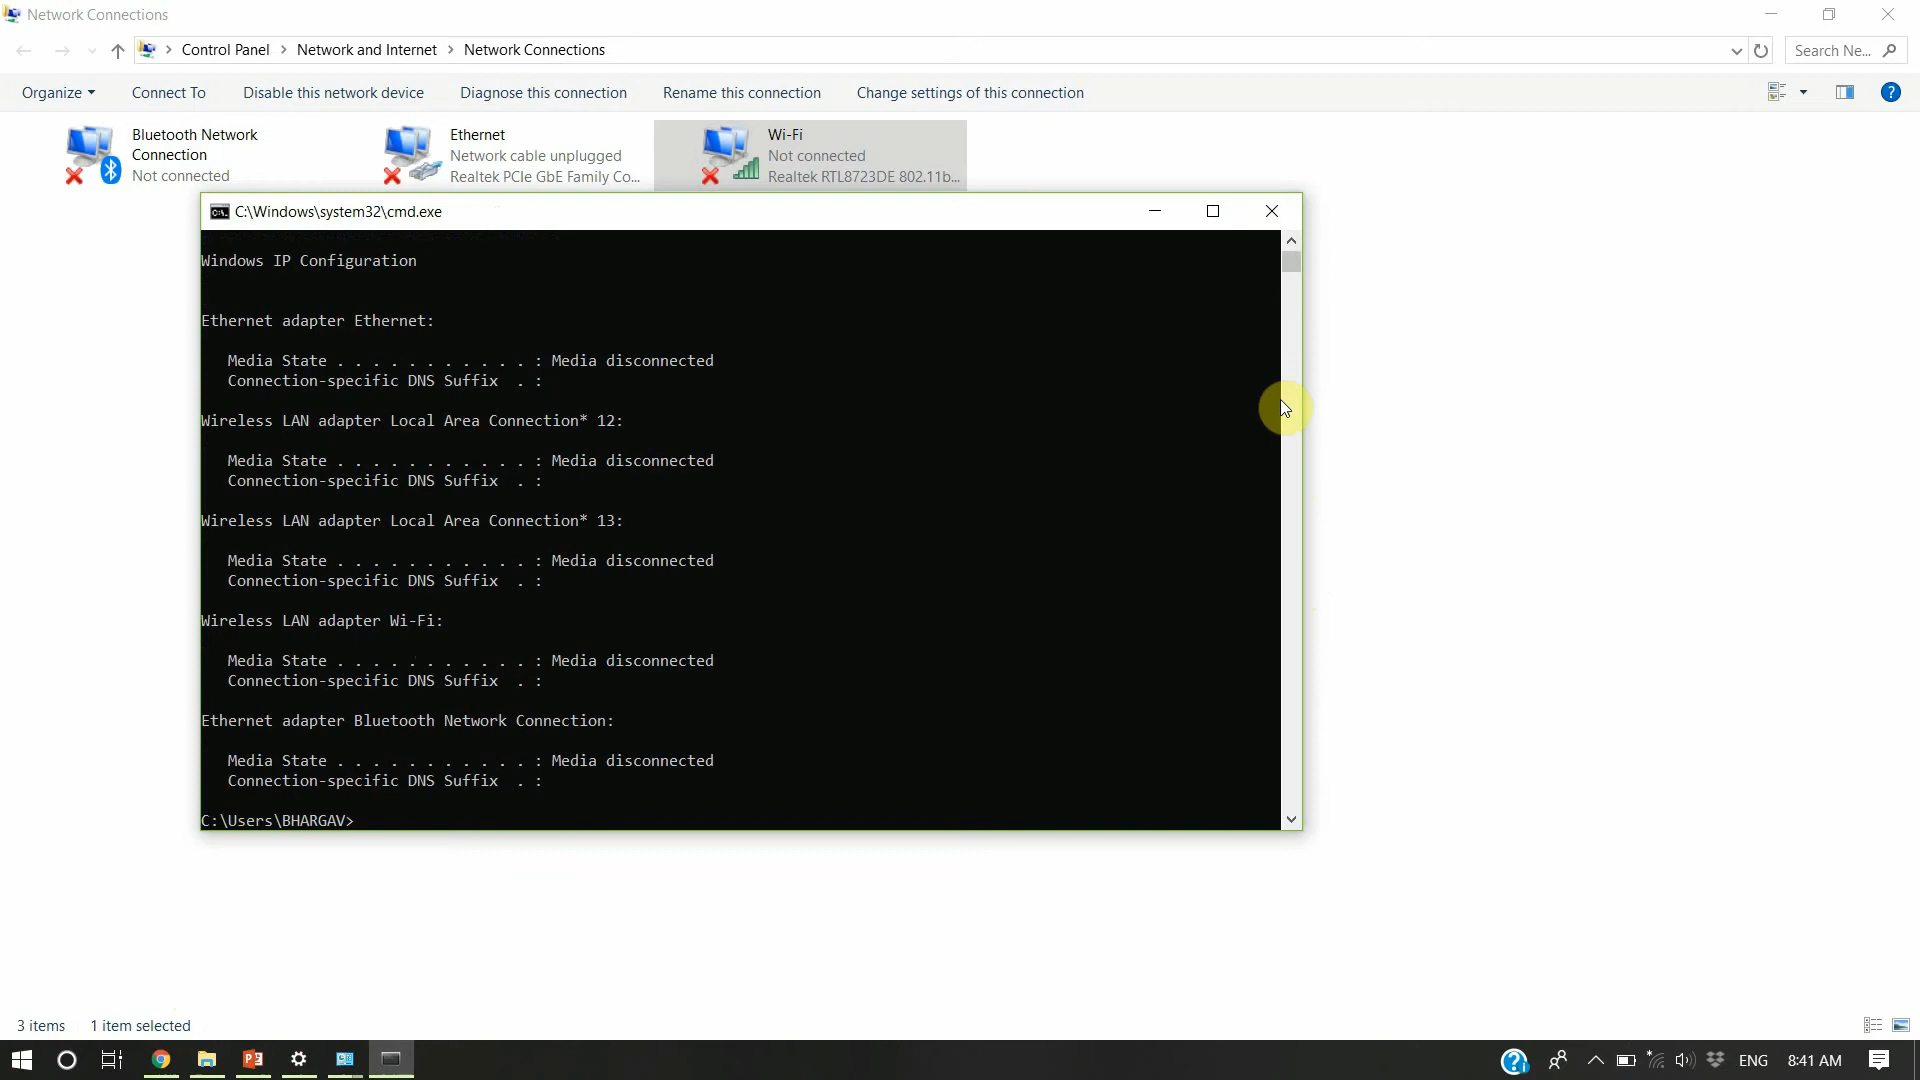 Network Connections
Control Panel > Network and Internet > Network Connections
Search Ne...
Organize
Connect To
Disable this network device
Diagnose this connection
Rename this connection
Change settings of this connection
Bluetooth Network
Connection
Not connected
Ethernet
Network cable unplugged
Realtek PCIe GbE Family Co...
Wi-Fi
Not connected
Realtek RTL8723DE 802.11b...
C:\Windows\system32\cmd.exe
Windows IP Configuration
Ethernet adapter Ethernet:
Media State . . . . . . . . . . . : Media disconnected
Connection-specific DNS Suffix  . :
Wireless LAN adapter Local Area Connection* 12:
Media State . . . . . . . . . . . : Media disconnected
Connection-specific DNS Suffix  . :
Wireless LAN adapter Local Area Connection* 13:
Media State . . . . . . . . . . . : Media disconnected
Connection-specific DNS Suffix  . :
Wireless LAN adapter Wi-Fi:
Media State . . . . . . . . . . . : Media disconnected
Connection-specific DNS Suffix  . :
Ethernet adapter Bluetooth Network Connection:
Media State . . . . . . . . . . . : Media disconnected
Connection-specific DNS Suffix  . :
C:\Users\BHARGAV>
3 items
1 item selected
ENG
8:41 AM